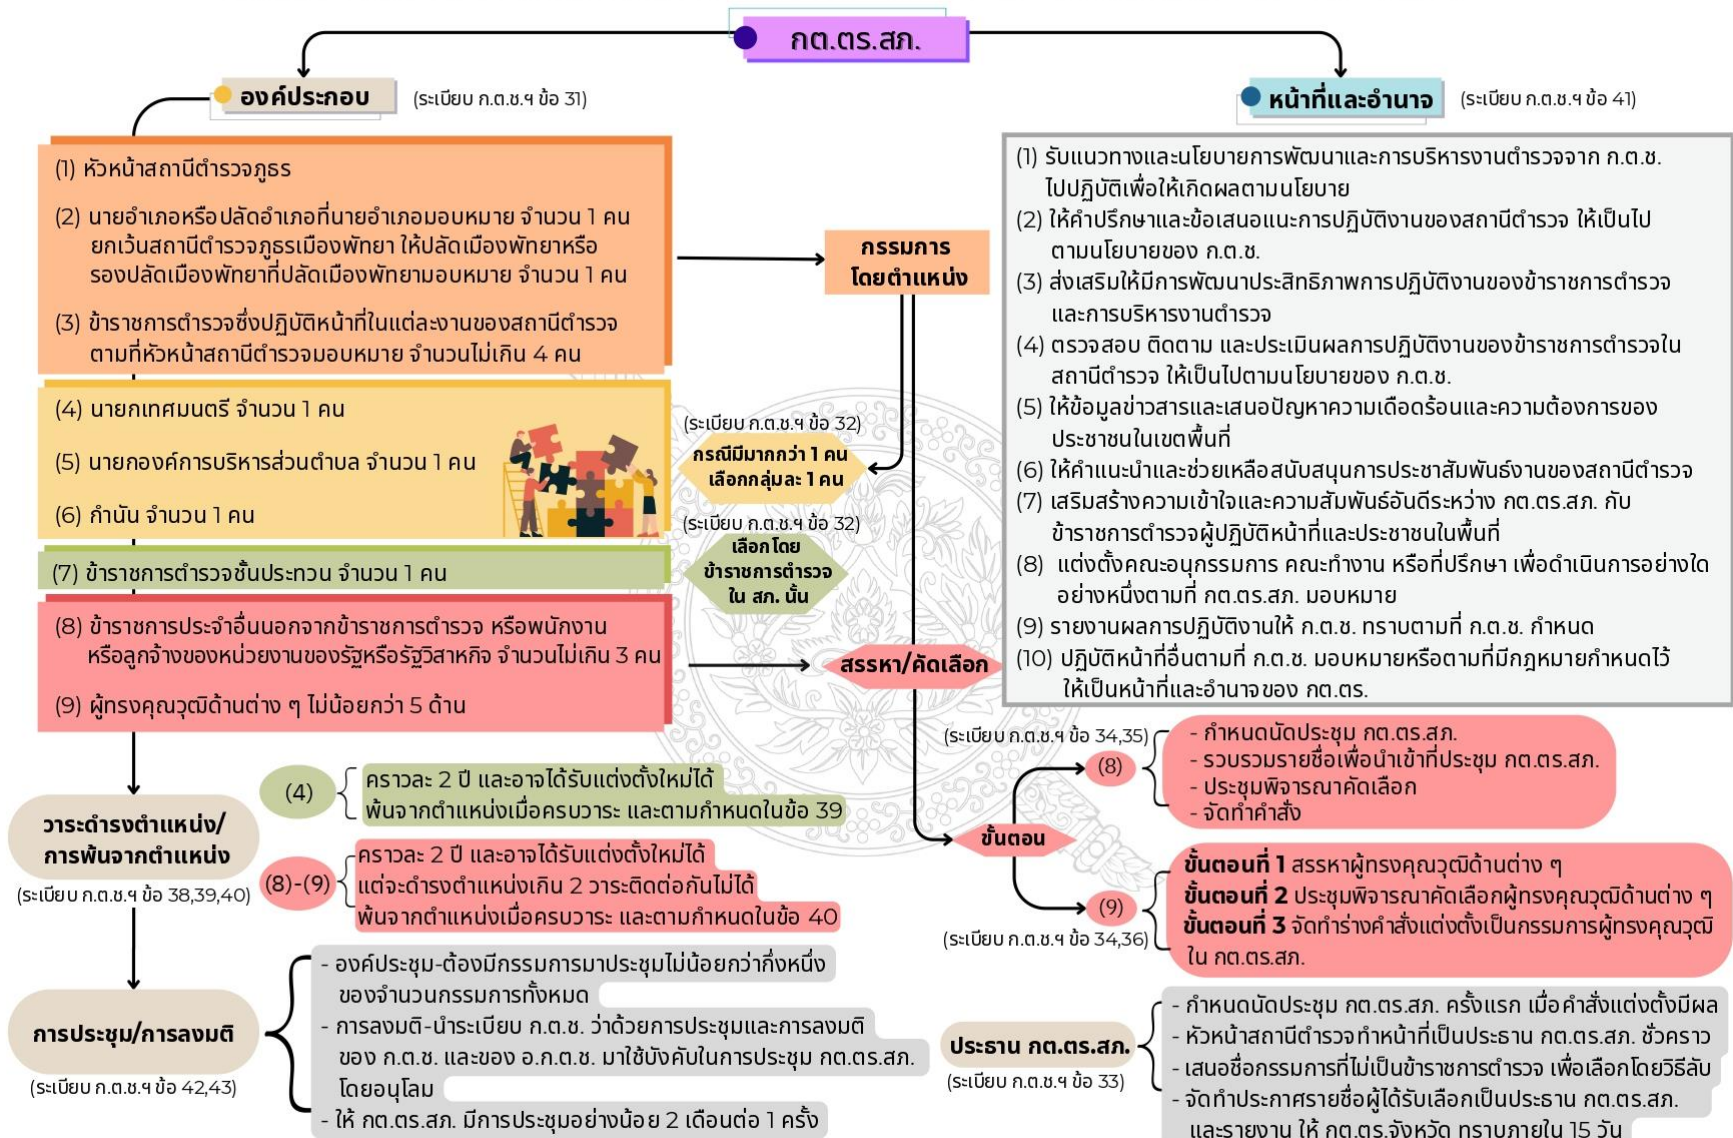 กต.ตร.สภ.
องค์ประกอบ
(ระเบียบ ก.ต.ช.ฯ ข้อ 31)
(1) หัวหน้าสถานีตำรวจภูธร
(2) นายอำเภอหรือปลัดอำเภอที่นายอำเภอมอบหมาย จำนวน 1 คน
ยกเว้นสถานีตำรวจภูธรเมืองพัทยา ให้ปลัดเมืองพัทยาหรือ
รองปลัดเมืองพัทยาที่ปลัดเมืองพัทยามอบหมาย จำนวน 1 คน
(3) ข้าราชการตำรวจซึ่งปฏิบัติหน้าที่ในแต่ละงานของสถานีตำรวจ
ตามที่หัวหน้าสถานีตำรวจมอบหมาย จำนวนไม่เกิน 4 คน
กรรมการ
โดยตำแหน่ง
(4) นายกเทศมนตรี จำนวน 1 คน
(5) นายกองค์การบริหารส่วนตำบล จำนวน 1 คน
(6) กำนัน จำนวน 1 คน
(ระเบียบ ก.ต.ช.ฯ ข้อ 32)
กรณีมีมากกว่า 1 คน
เลือกกลุ่มละ 1 คน
(7) ข้าราชการตำรวจชั้นประทวน จำนวน 1 คน
(ระเบียบ ก.ต.ช.ฯ ข้อ 32)
เลือกโดย
ข้าราชการตำรวจ
ใน สภ. นั้น
(8) ข้าราชการประจำอื่นนอกจากข้าราชการตำรวจ หรือพนักงาน
หรือลูกจ้างของหน่วยงานของรัฐหรือรัฐวิสาหกิจ จำนวนไม่เกิน 3 คน
(9) ผู้ทรงคุณวุฒิด้านต่าง ๆ ไม่น้อยกว่า 5 ด้าน
สรรหา/คัดเลือก
หน้าที่และอำนาจ
(ระเบียบ ก.ต.ช.ฯ ข้อ 41)
(1) รับแนวทางและนโยบายการพัฒนาและการบริหารงานตำรวจจาก ก.ต.ช.
ไปปฏิบัติเพื่อให้เกิดผลตามนโยบาย
(2) ให้คำปรึกษาและข้อเสนอแนะการปฏิบัติงานของสถานีตำรวจ ให้เป็นไป
ตามนโยบายของ ก.ต.ช.
(3) ส่งเสริมให้มีการพัฒนาประสิทธิภาพการปฏิบัติงานของข้าราชการตำรวจ
และการบริหารงานตำรวจ
(4) ตรวจสอบ ติดตาม และประเมินผลการปฏิบัติงานของข้าราชการตำรวจใน
สถานีตำรวจ ให้เป็นไปตามนโยบายของ ก.ต.ช.
(5) ให้ข้อมูลข่าวสารและเสนอปัญหาความเดือดร้อนและความต้องการของ
ประชาชนในเขตพื้นที่
(6) ให้คำแนะนำและช่วยเหลือสนับสนุนการประชาสัมพันธ์งานของสถานีตำรวจ
(7) เสริมสร้างความเข้าใจและความสัมพันธ์อันดีระหว่าง กต.ตร.สภ. กับ
ข้าราชการตำรวจผู้ปฏิบัติหน้าที่และประชาชนในพื้นที่
(8) แต่งตั้งคณะอนุกรรมการ คณะทำงาน หรือที่ปรึกษา เพื่อดำเนินการอย่างใด
อย่างหนึ่งตามที่ กต.ตร.สภ. มอบหมาย
(9) รายงานผลการปฏิบัติงานให้ ก.ต.ช. ทราบตามที่ ก.ต.ช. กำหนด
(10) ปฏิบัติหน้าที่อื่นตามที่ ก.ต.ช. มอบหมายหรือตามที่มีกฎหมายกำหนดไว้
ให้เป็นหน้าที่และอำนาจของ กต.ตร.
วาระดำรงตำแหน่ง/
การพ้นจากตำแหน่ง
(ระเบียบ ก.ต.ช.ฯ ข้อ 38,39,40)
(4)
คราวละ 2 ปี และอาจได้รับแต่งตั้งใหม่ได้
พ้นจากตำแหน่งเมื่อครบวาระ และตามกำหนดในข้อ 39
(8)-(9)
คราวละ 2 ปี และอาจได้รับแต่งตั้งใหม่ได้
แต่จะดำรงตำแหน่งเกิน 2 วาระติดต่อกันไม่ได้
พ้นจากตำแหน่งเมื่อครบวาระ และตามกำหนดในข้อ 40
ขั้นตอน
(ระเบียบ ก.ต.ช.ฯ ข้อ 34,35)
(8)
- กำหนดนัดประชุม กต.ตร.สภ.
- รวบรวมรายชื่อเพื่อนำเข้าที่ประชุม กต.ตร.สภ.
- ประชุมพิจารณาคัดเลือก
- จัดทำคำสั่ง
(9)
(ระเบียบ ก.ต.ช.ฯ ข้อ 34,36)
ขั้นตอนที่ 1 สรรหาผู้ทรงคุณวุฒิด้านต่าง ๆ
ขั้นตอนที่ 2 ประชุมพิจารณาคัดเลือกผู้ทรงคุณวุฒิด้านต่าง ๆ
ขั้นตอนที่ 3 จัดทำร่างคำสั่งแต่งตั้งเป็นกรรมการผู้ทรงคุณวุฒิ
ใน กต.ตร.สภ.
การประชุม/การลงมติ
(ระเบียบ ก.ต.ช.ฯ ข้อ 42,43)
- องค์ประชุม-ต้องมีกรรมการมาประชุมไม่น้อยกว่ากึ่งหนึ่ง
ของจำนวนกรรมการทั้งหมด
- การลงมติ-นำระเบียบ ก.ต.ช. ว่าด้วยการประชุมและการลงมติ
ของ ก.ต.ช. และของ อ.ก.ต.ช. มาใช้บังคับในการประชุม กต.ตร.สภ.
โดยอนุโลม
- ให้ กต.ตร.สภ. มีการประชุมอย่างน้อย 2 เดือนต่อ 1 ครั้ง
ประธาน กต.ตร.สภ.
(ระเบียบ ก.ต.ช.ฯ ข้อ 33)
- กำหนดนัดประชุม กต.ตร.สภ. ครั้งแรก เมื่อคำสั่งแต่งตั้งมีผล
- หัวหน้าสถานีตำรวจทำหน้าที่เป็นประธาน กต.ตร.สภ. ชั่วคราว
- เสนอชื่อกรรมการที่ไม่เป็นข้าราชการตำรวจ เพื่อเลือกโดยวิธีลับ
- จัดทำประกาศรายชื่อผู้ได้รับเลือกเป็นประธาน กต.ตร.สภ.
และรายงาน ให้ กต.ตร.จังหวัด ทราบภายใน 15 วัน